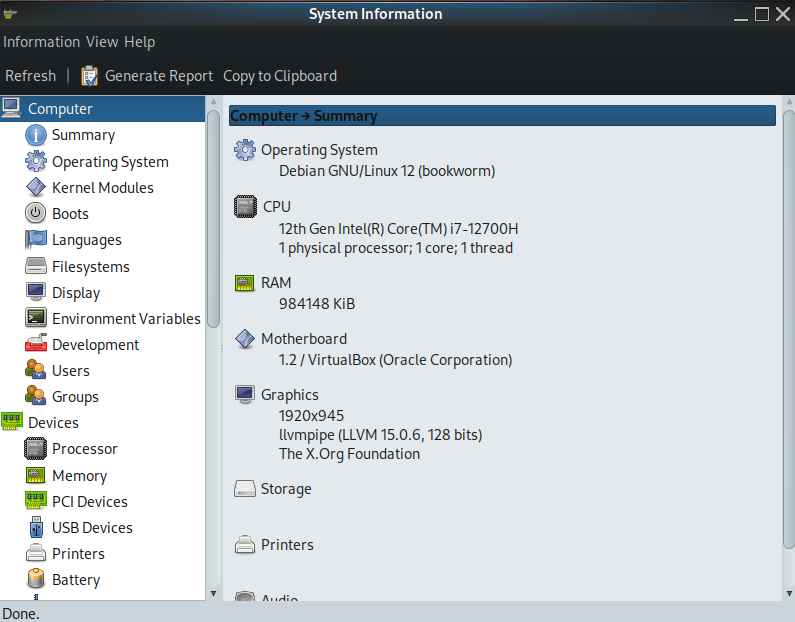 System Information
Information View Help
Refresh | Generate Report Copy to Clipboard
Computer
Summary
Operating System
Kernel Modules
Boots
Languages
Filesystems
Display
Environment Variables
Development
Users
Groups
Devices
Processor
Memory
PCI Devices
USB Devices
Printers
Battery
Computer → Summary
Operating System
Debian GNU/Linux 12 (bookworm)
CPU
12th Gen Intel(R) Core(TM) i7-12700H
1 physical processor; 1 core; 1 thread
RAM
984148 KiB
Motherboard
1.2 / VirtualBox (Oracle Corporation)
Graphics
1920x945
llvmpipe (LLVM 15.0.6, 128 bits)
The X.Org Foundation
Storage
Printers
Audio
Done.